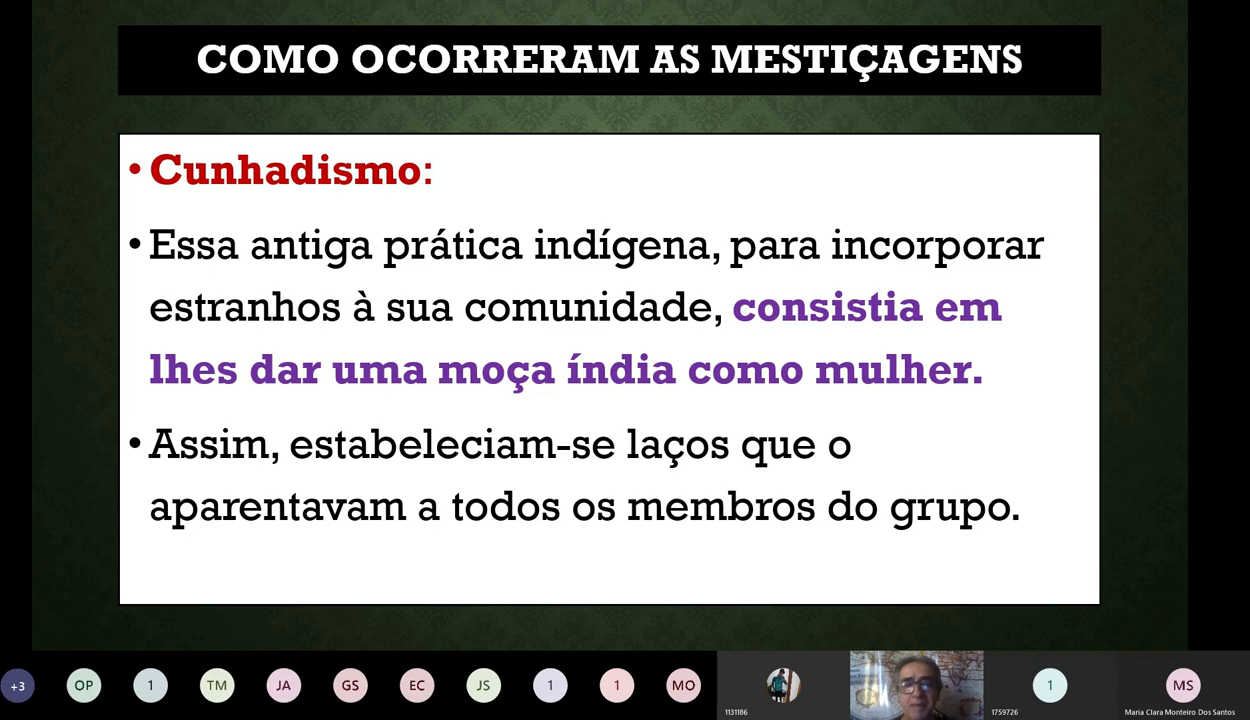 COMO OCORRERAM AS MESTIÇAGENS
• Cunhadismo:
• Essa antiga prática indígena, para incorporar
estranhos à sua comunidade, consistia em
lhes dar uma moça índia como mulher.
• Assim, estabeleciam-se laços que o
aparentavam a todos os membros do grupo.
+3 OP 1 TM JA GS EC JS 1 1 MO 1 MS
1131186 1759726 Maria Clara Monteiro Dos Santos